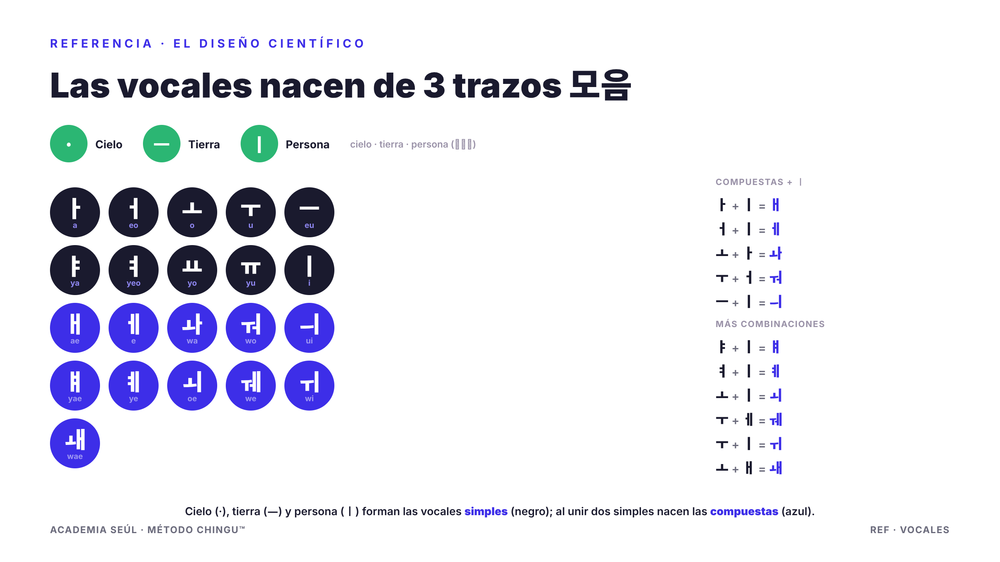 REFERENCIA · EL DISEÑO CIENTÍFICO
Las vocales nacen de 3 trazos 모음
· Cielo ㅡ Tierra ㅣ Persona cielo · tierra · persona ()
ㅏ ㅓ ㅗ ㅜ ㅡ
a eo o u eu
ㅑ ㅕ ㅛ ㅠ ㅣ
ya yeo yo yu i
ㅐ ㅔ ㅘ ㅝ ㅢ
ae e wa wo ui
ㅒ ㅖ ㅚ ㅞ ㅟ
yae ye oe we wi
ㅙ
wae
COMPUESTAS + ㅣ
ㅏ + ㅣ = ㅐ
ㅓ + ㅣ = ㅔ
ㅗ + ㅏ = ㅘ
ㅜ + ㅓ = ㅝ
ㅡ + ㅣ = ㅢ
MÁS COMBINACIONES
ㅑ + ㅣ = ㅒ
ㅕ + ㅣ = ㅖ
ㅗ + ㅣ = ㅚ
ㅜ + ㅔ = ㅞ
ㅜ + ㅣ = ㅟ
ㅗ + ㅐ = ㅙ
Cielo (·), tierra (ㅡ) y persona (ㅣ) forman las vocales simples (negro); al unir dos simples nacen las compuestas (azul).
ACADEMIA SEÚL · MÉTODO CHINGU™
REF · VOCALES